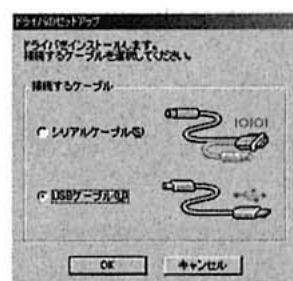 ドライバのセットアップ
ドライバをインストールします。
接続するケーブルを選択してください。
接続するケーブル
シリアルケーブル(S)
10101
USBケーブル(U)
OK
キャンセル